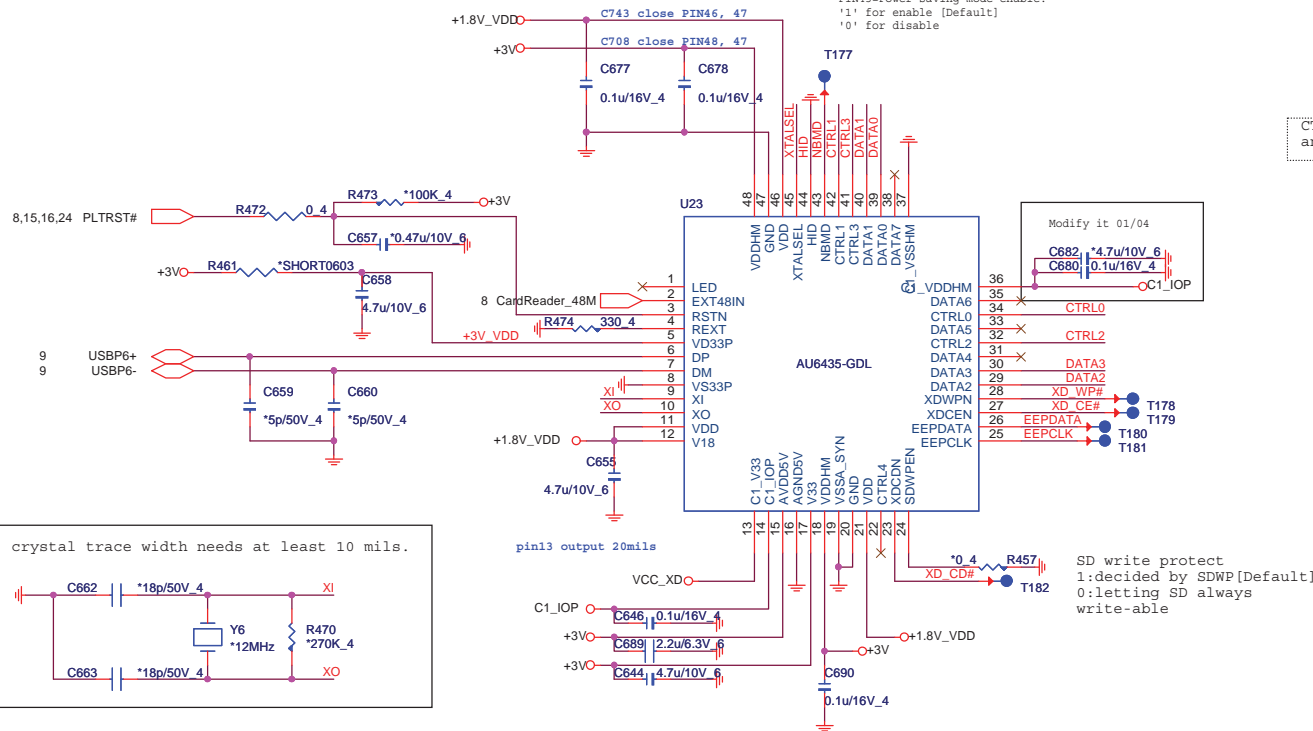 PIN45=Power saving mode enable.
'1' for enable [Default]
'0' for disable
+1.8V_VDD
C743 close PIN46, 47
+3V
C708 close PIN48, 47
C677
0.1u/16V_4
C678
0.1u/16V_4
T177
XTALSEL
HID
NBMD
CTRL1
CTRL3
DATA1
DATA0
48
47
46
45
44
43
42
41
40
39
38
37
U23
VDDHM
GND
VDD
XTALSEL
HID
NBMD
CTRL1
CTRL3
DATA1
DATA0
DATA7
C1_VSSHM
8,15,16,24 PLTRST#
R472
0_4
R473
*100K_4
+3V
C657
*0.47u/10V_6
+3V
R461
*SHORT0603
C658
4.7u/10V_6
8 CardReader_48M
R474
330_4
+3V_VDD
9 USBP6+
9 USBP6-
C659
*5p/50V_4
C660
*5p/50V_4
XI
XO
+1.8V_VDD
C655
4.7u/10V_6
1 LED
2 EXT48IN
3 RSTN
4 REXT
5 VD33P
6 DP
7 DM
8 VS33P
9 XI
10 XO
11 VDD
12 V18
AU6435-GDL
C1_VDDHM 36
DATA6 35
CTRL0 34 CTRL0
DATA5 33
CTRL2 32 CTRL2
DATA4 31
DATA3 30 DATA3
DATA2 29 DATA2
XDWPN 28 XD_WP#
XDCEN 27 XD_CE#
EEPDATA 26 EEPDATA
EEPCLK 25 EEPCLK
T178
T179
T180
T181
Modify it 01/04
C682
*4.7u/10V_6
C680
0.1u/16V_4
C1_IOP
C1_V33
C1_IOP
AVDD5V
AGND5V
V33
VDDHM
VSSA_SYN
GND
VDD
CTRL4
XDCDN
SDWPEN
13
14
15
16
17
18
19
20
21
22
23
24
pin13 output 20mils
VCC_XD
C1_IOP
C646
0.1u/16V_4
+3V
C689
2.2u/6.3V_6
+3V
C644
4.7u/10V_6
+1.8V_VDD
+3V
C690
0.1u/16V_4
*0_4
R457
XD_CD#
T182
SD write protect
1:decided by SDWP[Default]
0:letting SD always
write-able
crystal trace width needs at least 10 mils.
C662
*18p/50V_4
XI
Y6
*12MHz
R470
*270K_4
C663
*18p/50V_4
XO